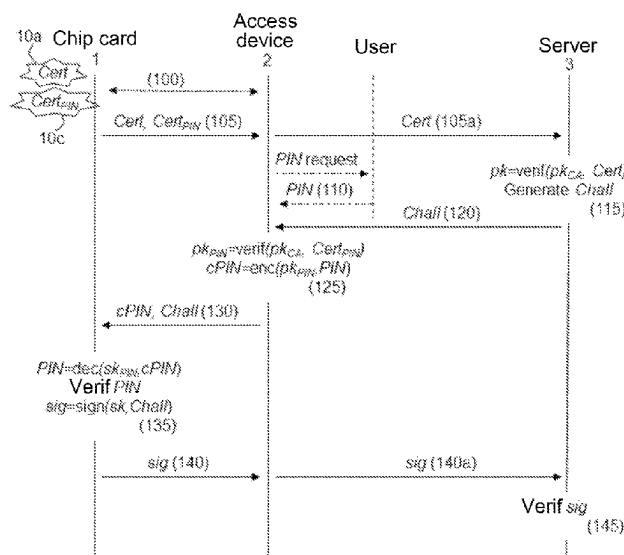 10a
Chip card
1
Access
device
2
User
Server
3
Cert
Cert_PIN
10c
(100)
Cert, Cert_PIN (105)
Cert (105a)
PIN request
PIN (110)
pk=verif(pk_CA, Cert)
Generate Chall
(115)
Chall (120)
pk_PIN=verif(pk_CA, Cert_PIN)
cPIN=enc(pk_PIN,PIN)
(125)
cPIN, Chall (130)
PIN=dec(sk_PIN,cPIN)
Verif PIN
sig=sign(sk,Chall)
(135)
sig (140)
sig (140a)
Verif sig
(145)